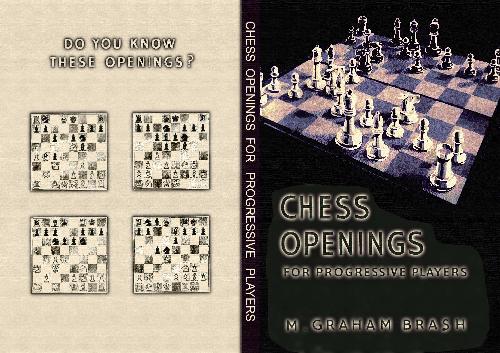 DO YOU KNOW
THESE OPENINGS?
CHESS OPENINGS FOR PROGRESSIVE PLAYERS
CHESS
OPENINGS
FOR PROGRESSIVE PLAYERS
M. GRAHAM BRASH